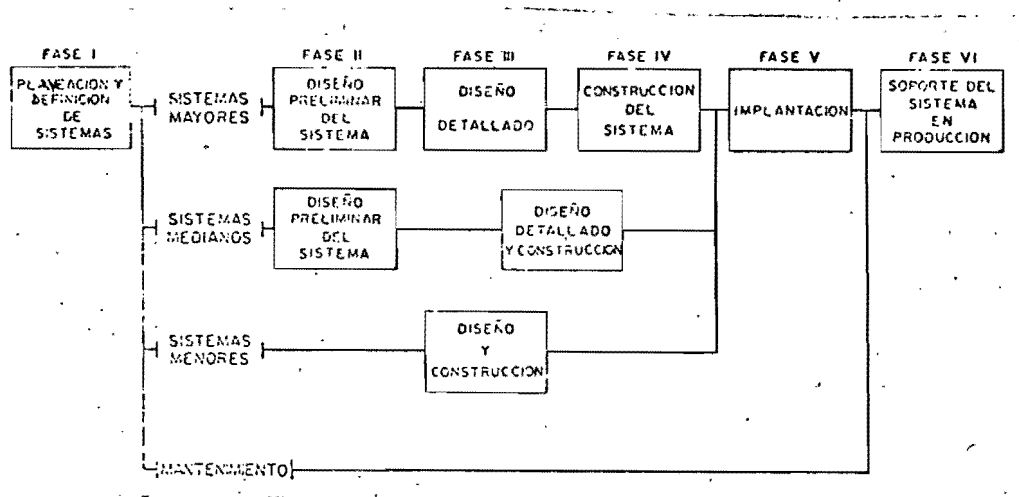 FASE I
PLANEACION Y
DEFINICION
DE
SISTEMAS
SISTEMAS
MAYORES
FASE II
DISEÑO
PRELIMINAR
DEL
SISTEMA
FASE III
DISEÑO
DETALLADO
FASE IV
CONSTRUCCION
DEL
SISTEMA
FASE V
IMPLANTACION
FASE VI
SOPORTE DEL
SISTEMA
EN
PRODUCCION
SISTEMAS
MEDIANOS
DISEÑO
PRELIMINAR
DEL
SISTEMA
DISEÑO
DETALLADO
Y CONSTRUCCION
SISTEMAS
MENORES
DISEÑO
Y
CONSTRUCCION
MANTENIMIENTO